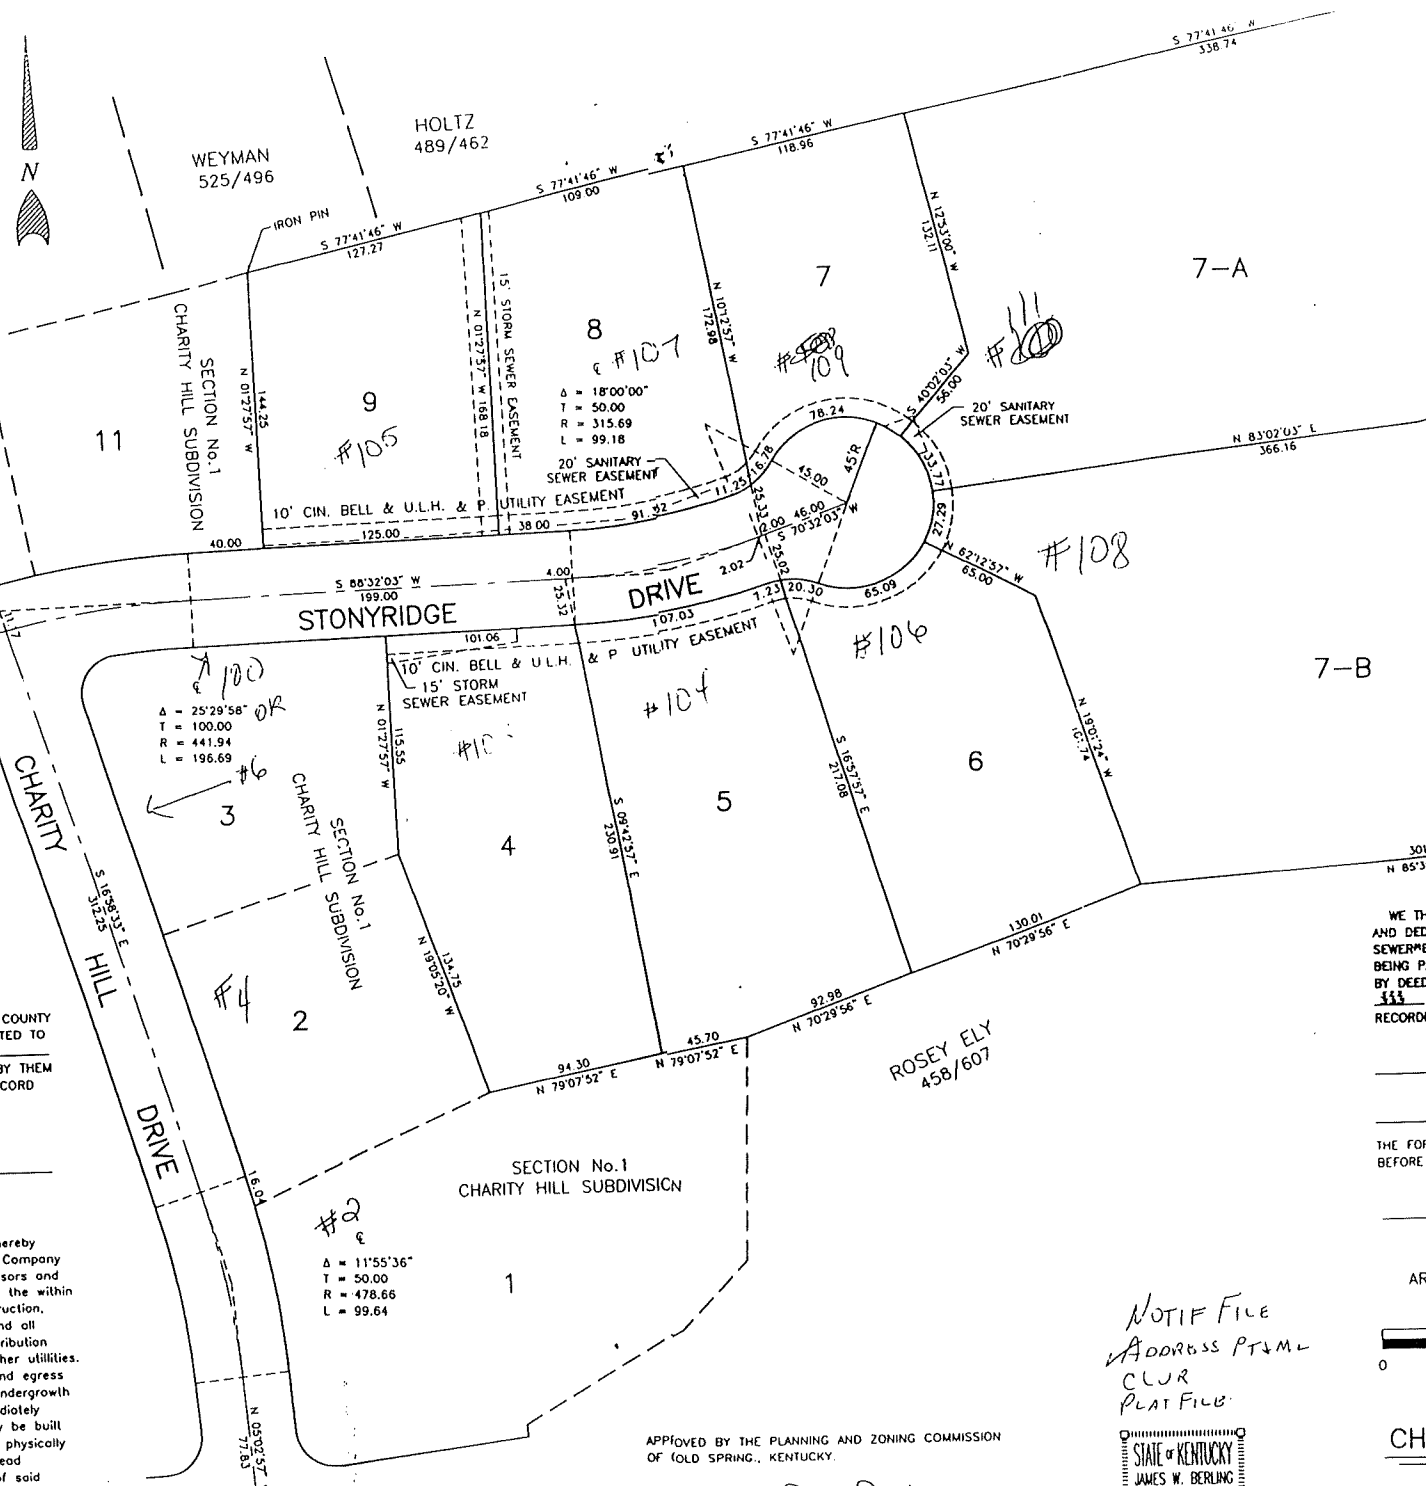 S 77°41'46" W
338.74
N
HOLTZ
489/462
WEYMAN
525/496
S 77°41'46" W
118.96
S 77°41'46" W
109.00
IRON PIN
S 77°41'46" W
127.27
N 12°53'00" W
132.11
7-A
7
#109
#111
N 10°12'57" W
172.98
8
#107
15' STORM SEWER EASEMENT
N 01°27'57" W 168.18
Δ = 18°00'00"
T = 50.00
R = 315.69
L = 99.18
S 40°02'03" W
56.00
20' SANITARY
SEWER EASEMENT
SECTION No.1
CHARITY HILL SUBDIVISION
144.25
N 01°27'57" W
9
#105
11
78.24
45'R
16.78
45.00
33.77
27.29
N 83°02'03" E
366.16
20' SANITARY
SEWER EASEMENT
10' CIN. BELL & U.L.H. & P. UTILITY EASEMENT
11.25
25.33
40.00
125.00
38.00
91.32
2.00
46.00
S 70°32'03" W
N 62°12'57" W
65.00
#108
S 88°32'03" W
199.00
4.00
25.32
2.02
25.02
STONYRIDGE
DRIVE
7.23
20.30
65.09
107.03
101.06
10' CIN. BELL & U.L.H. & P UTILITY EASEMENT
15' STORM
SEWER EASEMENT
#106
7-B
100
OR
Δ = 25°29'58"
T = 100.00
R = 441.94
L = 196.69
#6
3
#104
N 01°27'57" W
115.55
4
5
6
S 09°42'57" E
230.91
S 16°57'57" E
217.08
N 19°01'24" W
SECTION No.1
CHARITY HILL SUBDIVISION
CHARITY
HILL
DRIVE
S 16°58'33" E
312.25
134.75
N 19°05'20" W
#4
2
130.01
N 70°29'56" E
92.98
N 70°29'56" E
45.70
N 79°07'52" E
94.30
N 79°07'52" E
ROSEY ELY
458/607
301
N 85°3
WE TH
AND DED
SEWERME
BEING P
BY DEED
RECORD
COUNTY
TED TO
BY THEM
CORD
16.04
SECTION No.1
CHARITY HILL SUBDIVISION
#2
Δ = 11°55'36"
T = 50.00
R = 478.66
L = 99.64
1
THE FOR
BEFORE
ereby
Company
sors and
the within
ruction,
nd all
ribution
her utillities.
nd egress
ndergrowth
diotely
y be built
physically
ead
of said
N 05°02'57"
77.83
AR
0
NOTIF FILE
ADDRESS
CLUR
PLAT FILE
APPROVED BY THE PLANNING AND ZONING COMMISSION
OF COLD SPRING., KENTUCKY.
STATE of KENTUCKY
JAMES W. BERLING
CH